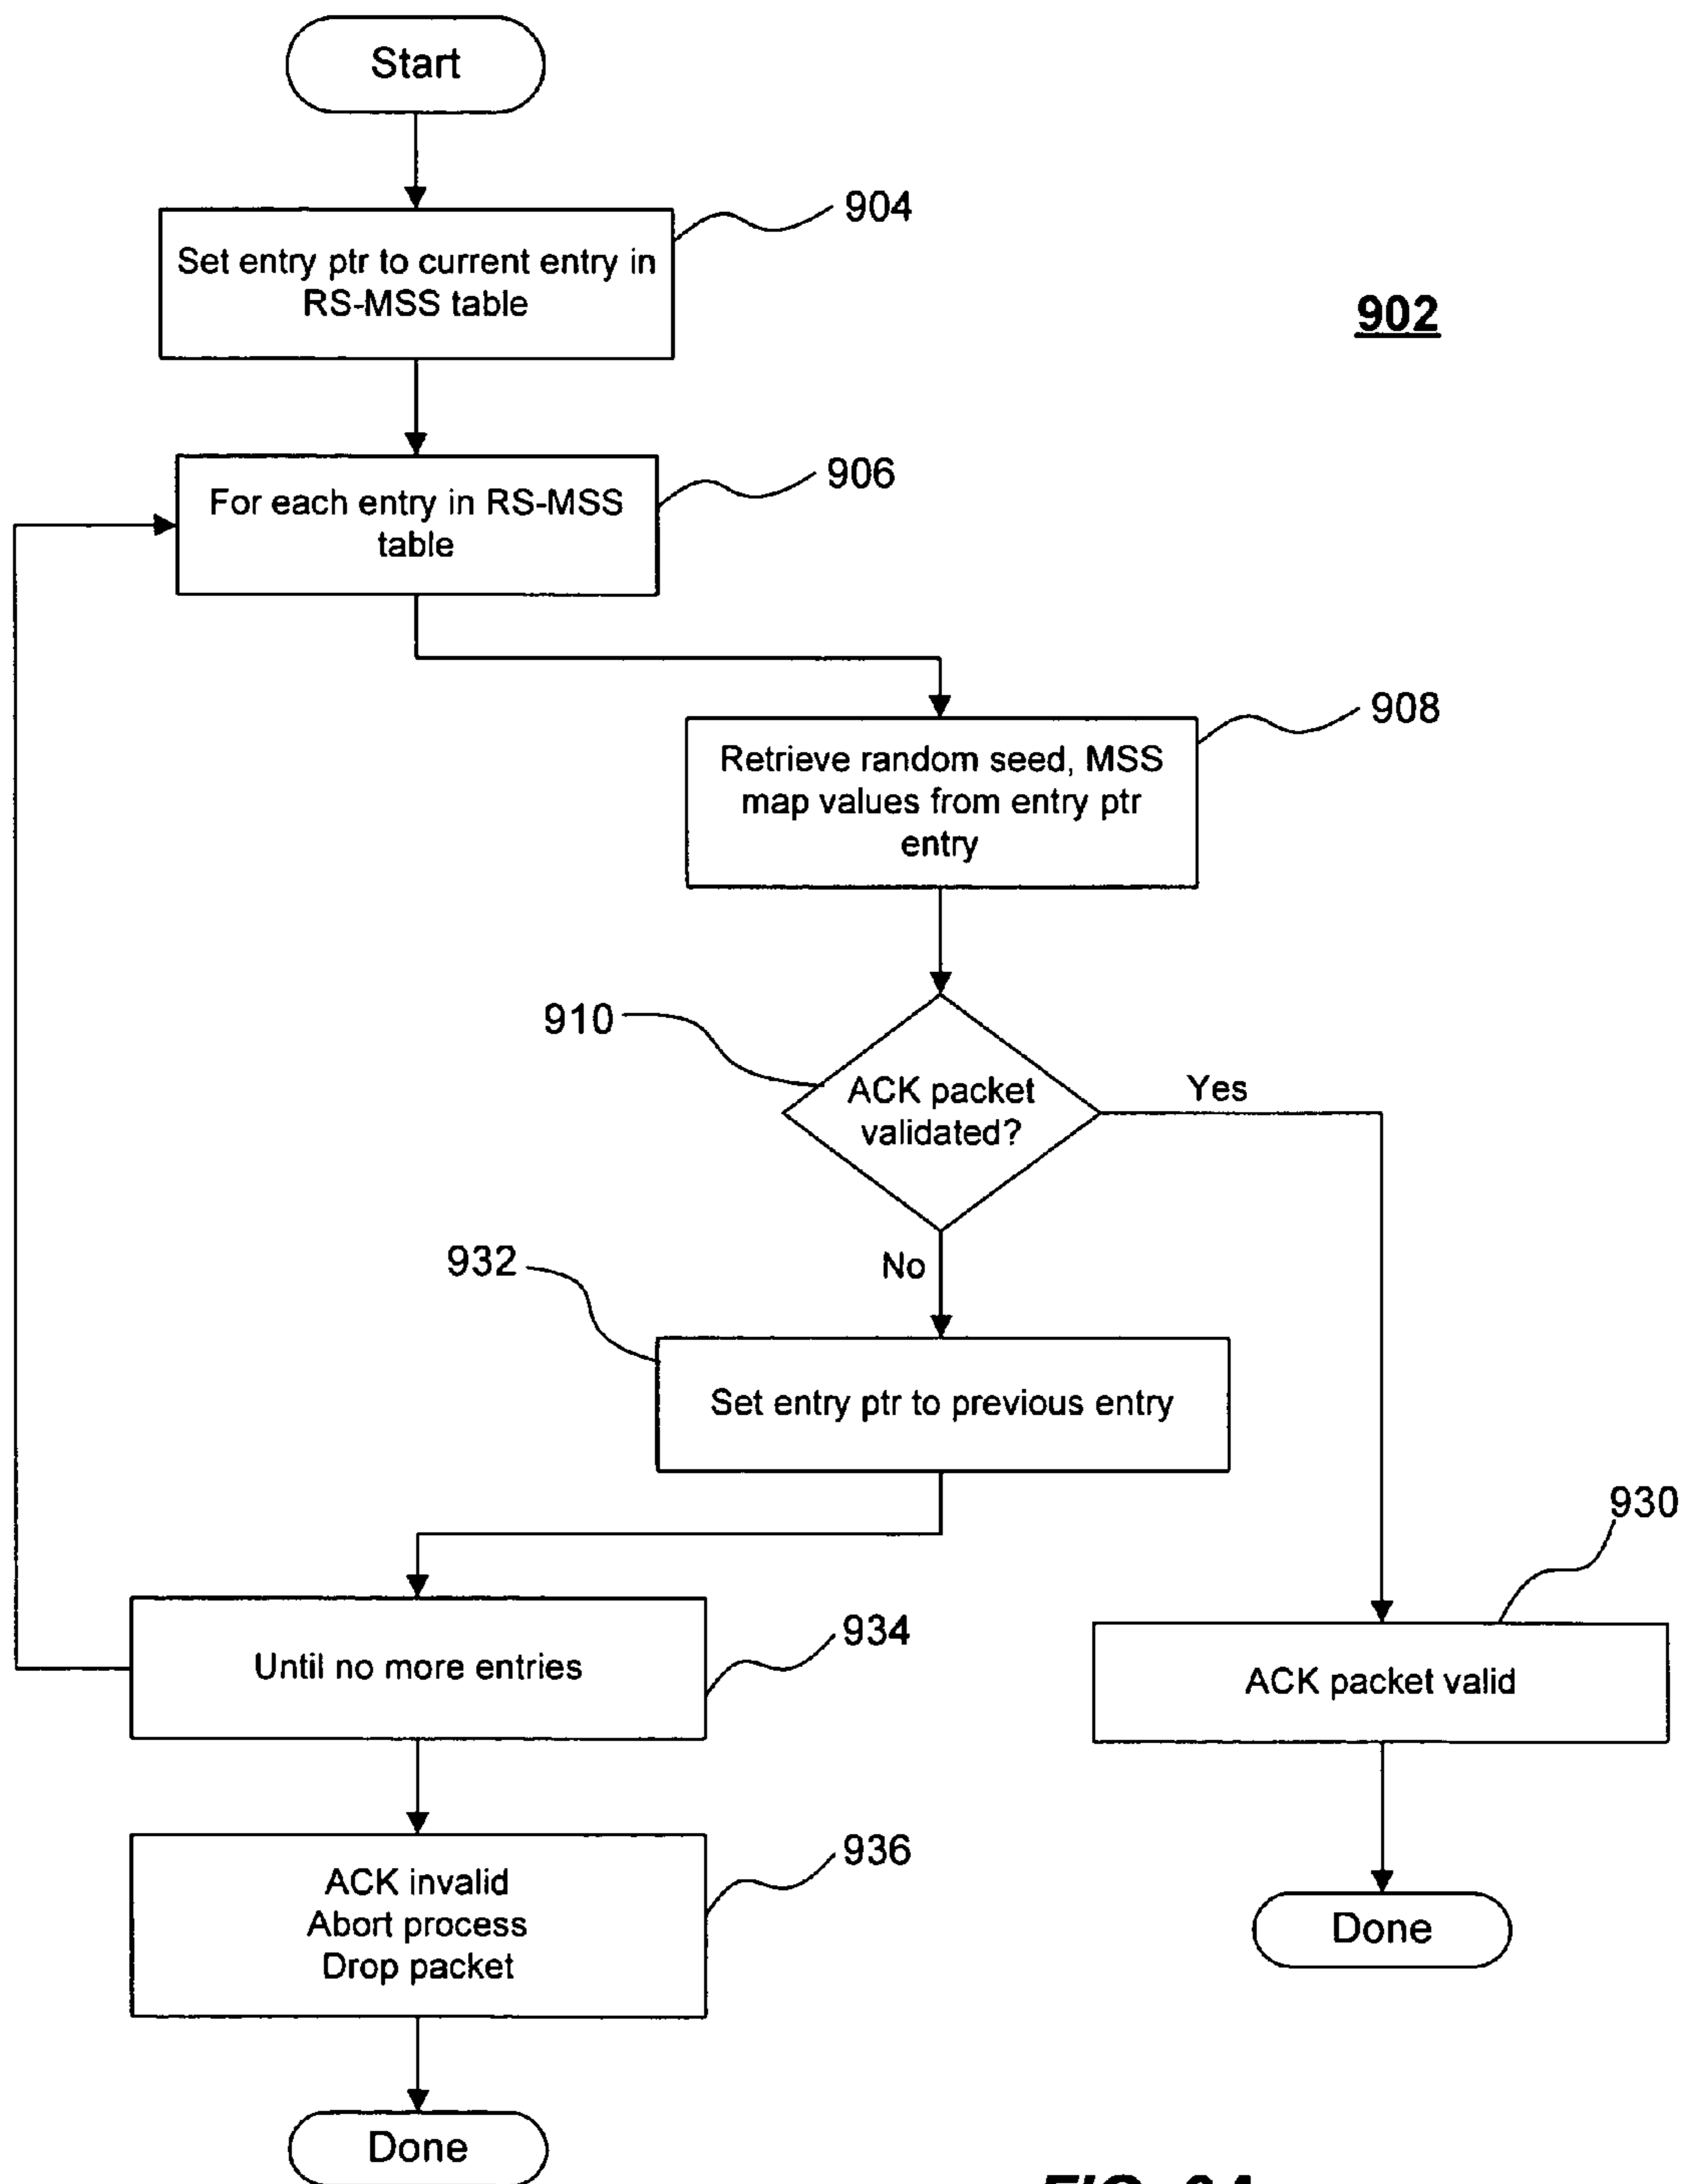 Start
904
Set entry ptr to current entry in
RS-MSS table
902
906
For each entry in RS-MSS
table
908
Retrieve random seed, MSS
map values from entry ptr
entry
910
ACK packet
validated?
Yes
No
932
Set entry ptr to previous entry
930
934
Until no more entries
ACK packet valid
936
ACK invalid
Abort process
Drop packet
Done
Done